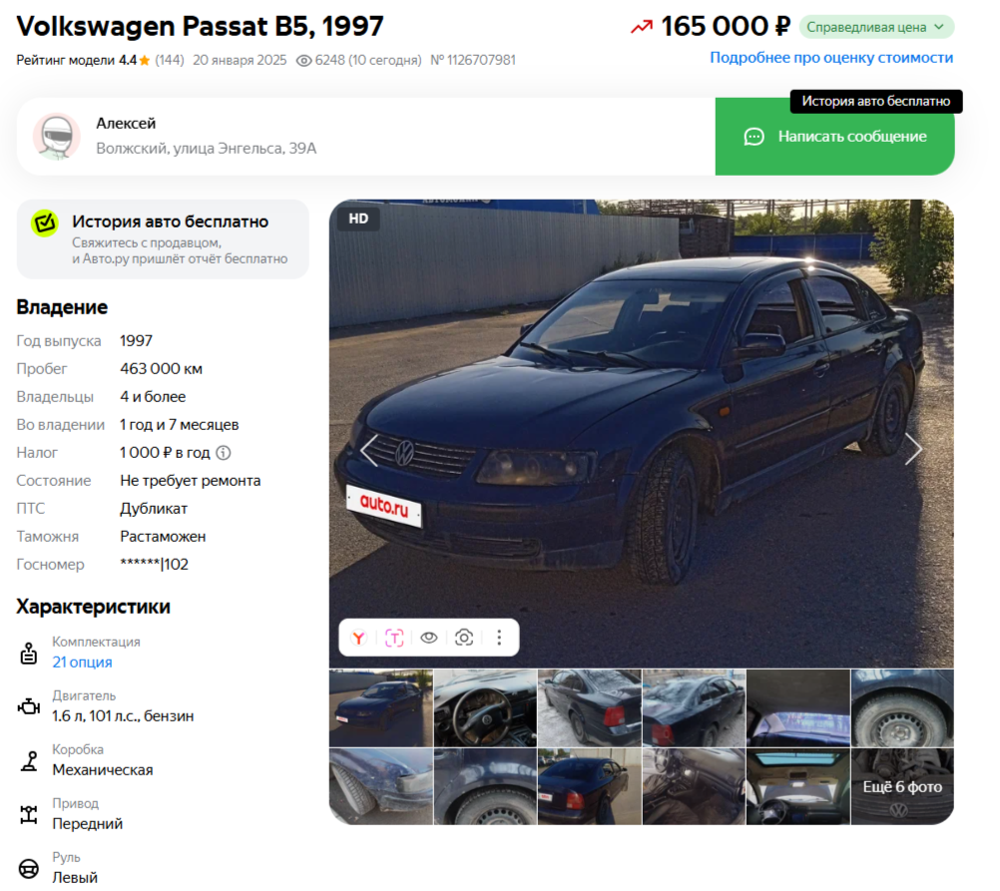 Volkswagen Passat B5, 1997
165 000 ₽ Справедливая цена
Рейтинг модели 4.4 (144) 20 января 2025 6248 (10 сегодня) № 1126707981
Подробнее про оценку стоимости
История авто бесплатно
Алексей
Волжский, улица Энгельса, 39А
Написать сообщение
История авто бесплатно
Свяжитесь с продавцом,
и Авто.ру пришлёт отчёт бесплатно
HD
Владение
Год выпуска 1997
Пробег 463 000 км
Владельцы 4 и более
Во владении 1 год и 7 месяцев
Налог 1 000 ₽ в год
Состояние Не требует ремонта
ПТС Дубликат
Таможня Растаможен
Госномер ******|102
auto.ru
Характеристики
Комплектация
21 опция
Двигатель
1.6 л, 101 л.с., бензин
Коробка
Механическая
Привод
Передний
Руль
Левый
Ещё 6 фото